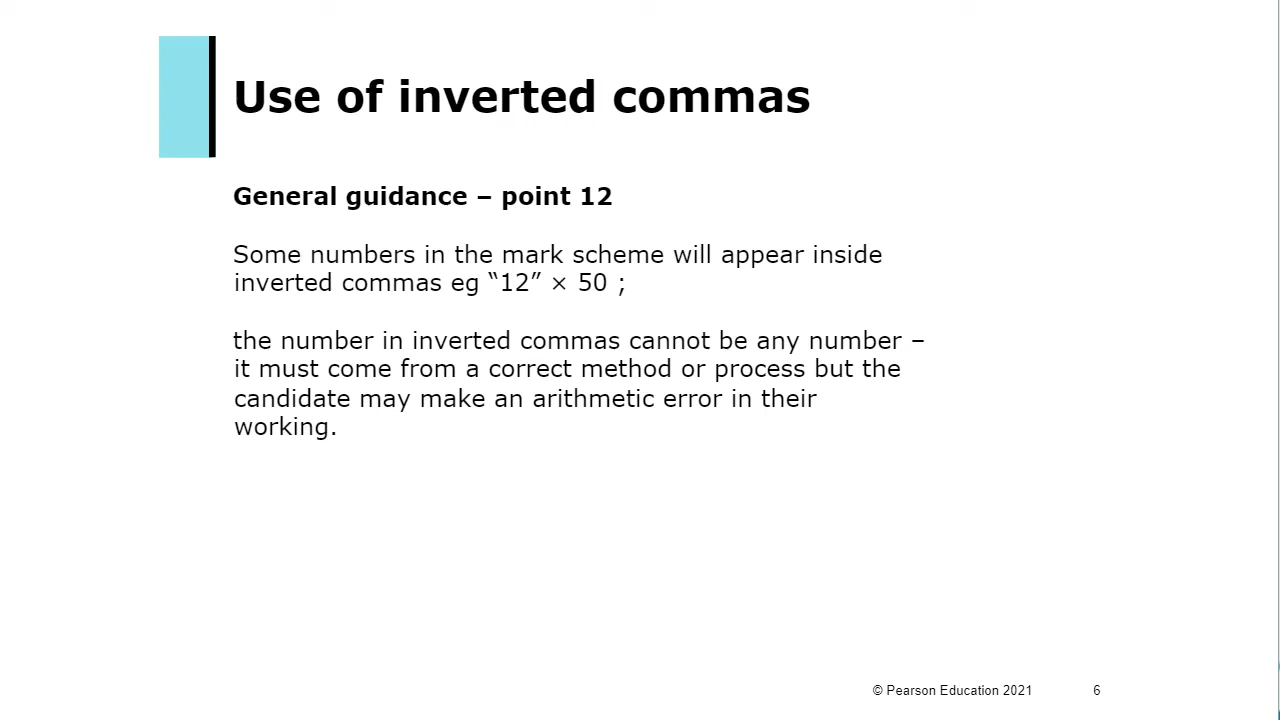 Use of inverted commas
General guidance – point 12
Some numbers in the mark scheme will appear inside
inverted commas eg “12” × 50 ;
the number in inverted commas cannot be any number –
it must come from a correct method or process but the
candidate may make an arithmetic error in their
working.
© Pearson Education 2021
6